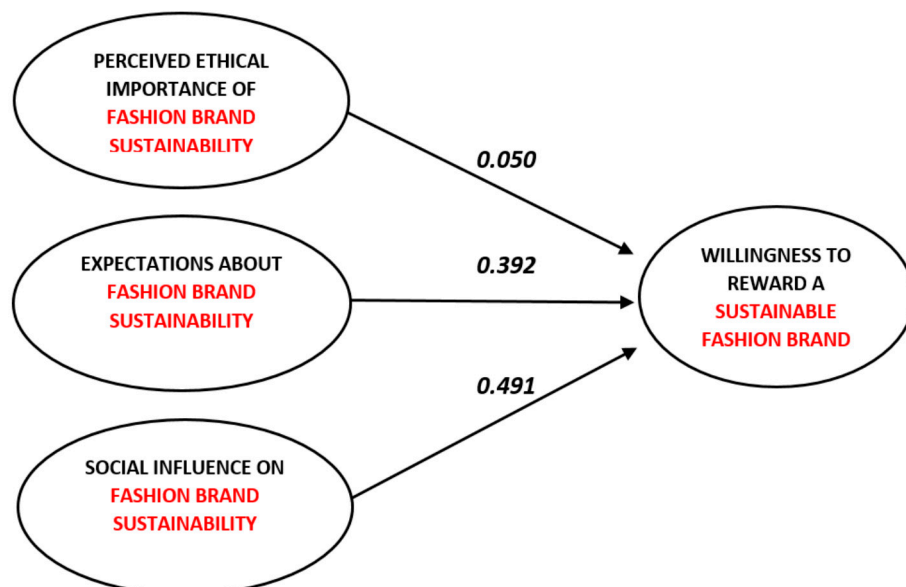 PERCEIVED ETHICAL
IMPORTANCE OF
FASHION BRAND
SUSTAINABILITY
0.050
EXPECTATIONS ABOUT
FASHION BRAND
SUSTAINABILITY
0.392
WILLINGNESS TO
REWARD A
SUSTAINABLE
FASHION BRAND
0.491
SOCIAL INFLUENCE ON
FASHION BRAND
SUSTAINABILITY